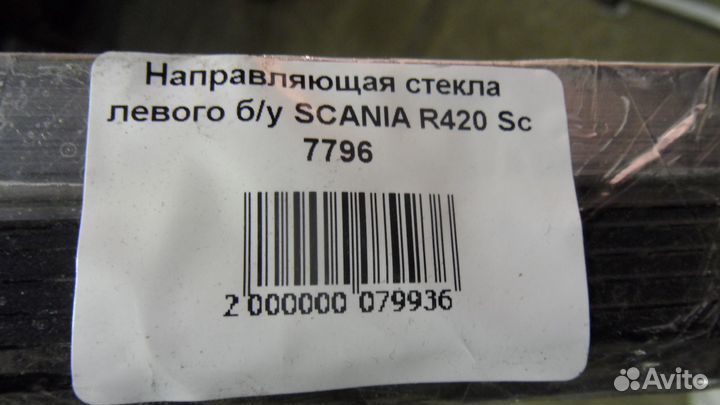 Направляющая стекла
левого б/у SCANIA R420 Sc
7796
2 000000 079936
Avito